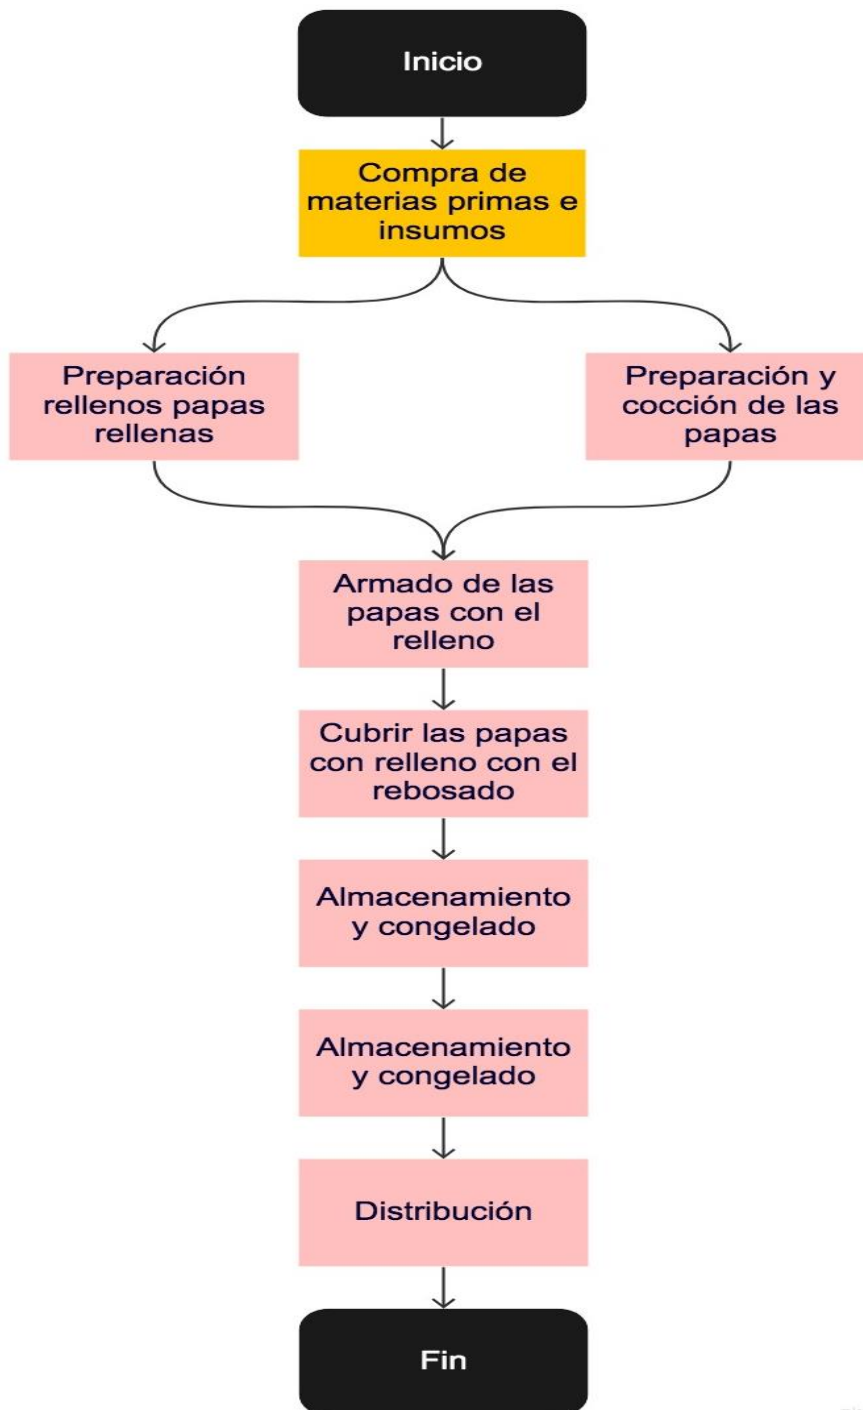 Inicio
Compra de
materias primas e
insumos
Preparación
rellenos papas
rellenas
Preparación y
cocción de las
papas
Armado de las
papas con el
relleno
Cubrir las papas
con relleno con el
rebosado
Almacenamiento
y congelado
Almacenamiento
y congelado
Distribución
Fin